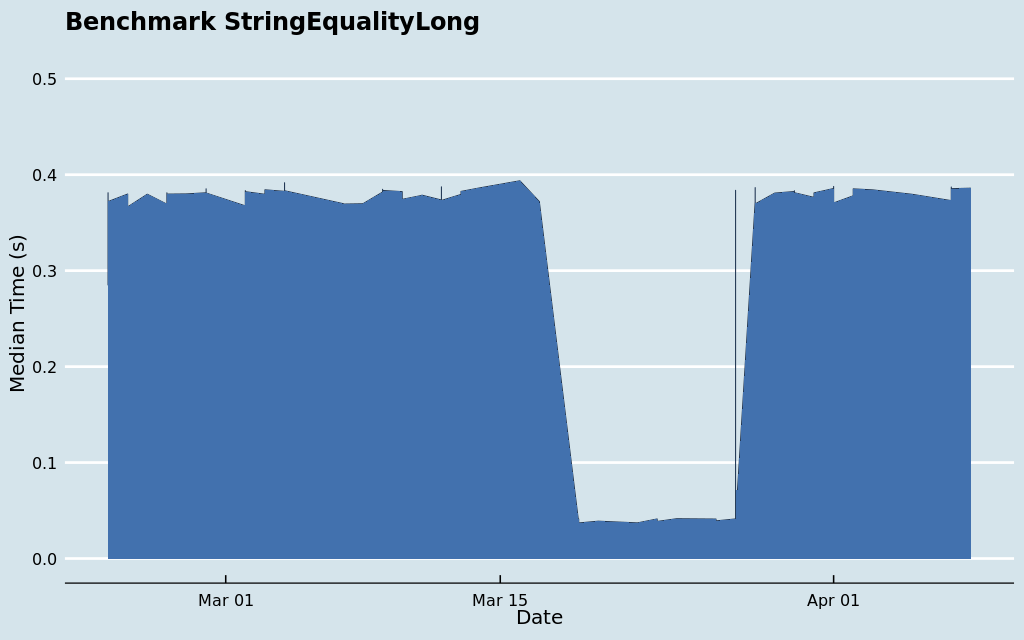 Benchmark StringEqualityLong
0.5
0.4
0.3
0.2
0.1
0.0
Median Time (s)
Mar 01
Mar 15
Apr 01
Date